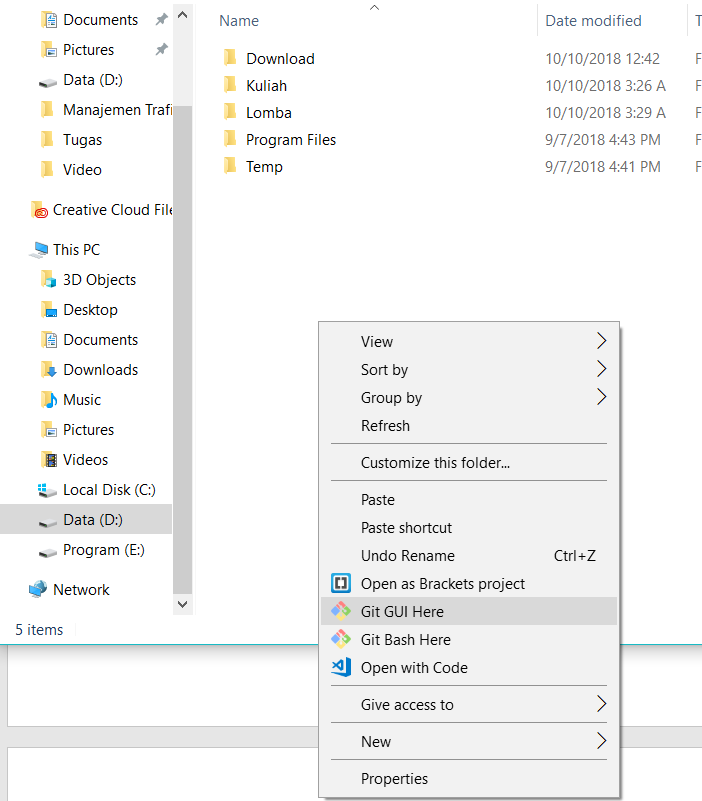 Documents
Pictures
Data (D:)
Manajemen Trafi
Tugas
Video
Creative Cloud File
This PC
3D Objects
Desktop
Documents
Downloads
Music
Pictures
Videos
Local Disk (C:)
Data (D:)
Program (E:)
Network
5 items
Name Date modified T
Download 10/10/2018 12:42 F
Kuliah 10/10/2018 3:26 A F
Lomba 10/10/2018 3:29 A F
Program Files 9/7/2018 4:43 PM F
Temp 9/7/2018 4:41 PM F
View
Sort by
Group by
Refresh
Customize this folder...
Paste
Paste shortcut
Undo Rename Ctrl+Z
Open as Brackets project
Git GUI Here
Git Bash Here
Open with Code
Give access to
New
Properties